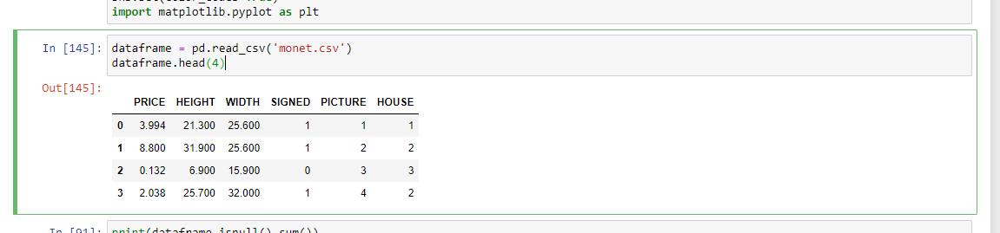 import matplotlib.pyplot as plt
In [145]: dataframe = pd.read_csv('monet.csv')
dataframe.head(4)
Out[145]:
PRICE HEIGHT WIDTH SIGNED PICTURE HOUSE
0 3.994 21.300 25.600 1 1 1
1 8.800 31.900 25.600 1 2 2
2 0.132 6.900 15.900 0 3 3
3 2.038 25.700 32.000 1 4 2
In [91]: print(dataframe.isnull().sum())